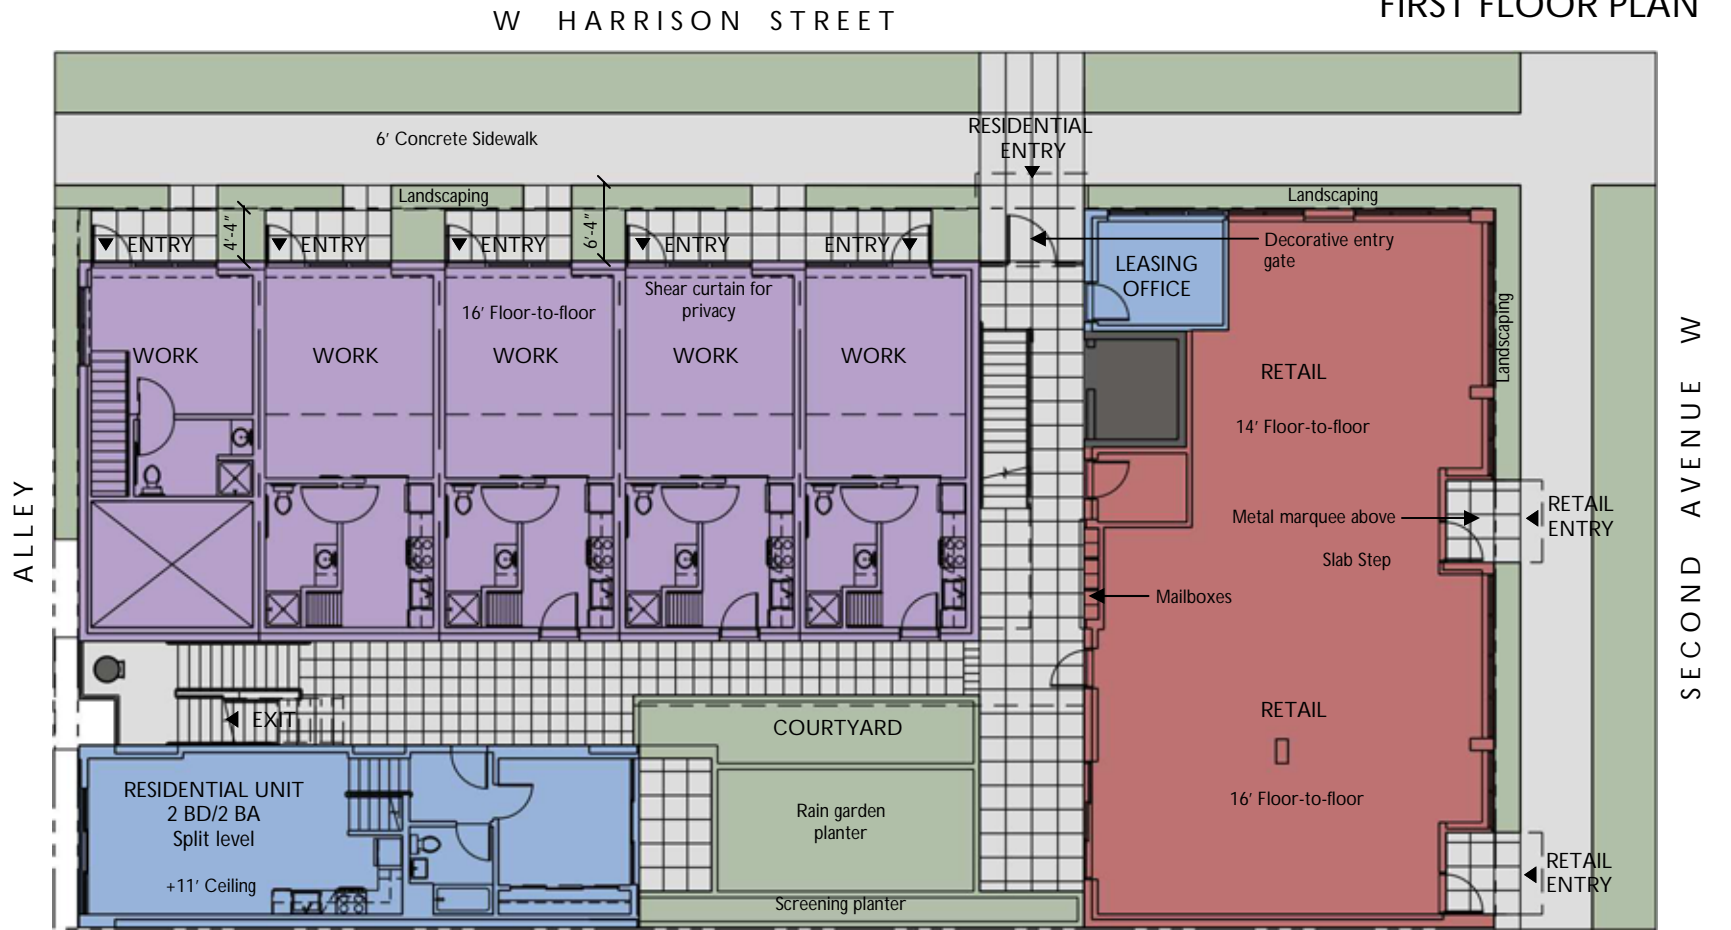 FIRST FLOOR PLAN
W HARRISON STREET
6' Concrete Sidewalk
RESIDENTIAL
ENTRY
Landscaping
Landscaping
4'-4"
6'-4"
ENTRY
ENTRY
ENTRY
ENTRY
ENTRY
Decorative entry
gate
LEASING
OFFICE
Shear curtain for
privacy
16' Floor-to-floor
Landscaping
WORK
WORK
WORK
WORK
WORK
RETAIL
14' Floor-to-floor
ALLEY
SECOND AVENUE W
Metal marquee above
RETAIL
ENTRY
Slab Step
Mailboxes
EXIT
COURTYARD
RETAIL
RESIDENTIAL UNIT
2 BD/2 BA
Split level
+11' Ceiling
Rain garden
planter
16' Floor-to-floor
RETAIL
ENTRY
Screening planter